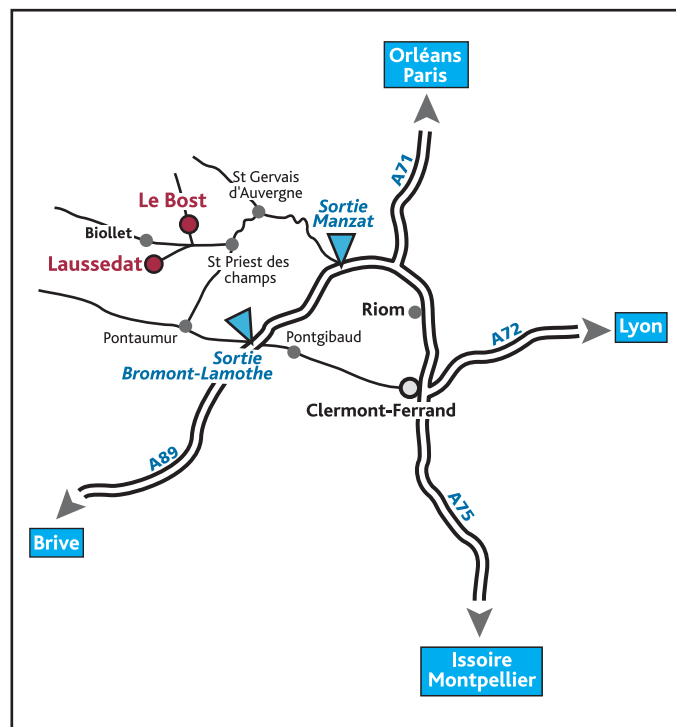 Orléans
Paris
A71
St Gervais
d'Auvergne
Le Bost
Sortie
Manzat
Biollet
Laussedat
St Priest des
champs
Riom
A72
Lyon
Pontaumur
Pontgibaud
Sortie
Bromont-Lamothe
Clermont-Ferrand
A89
A75
Brive
Issoire
Montpellier